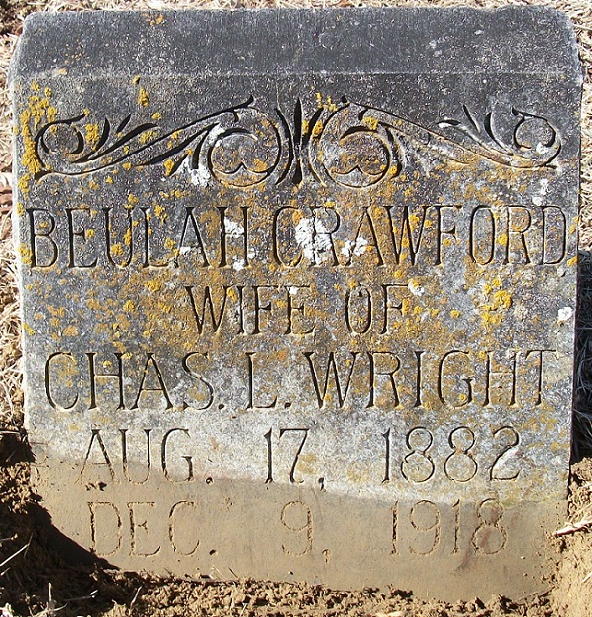 BEULAH CRAWFORD
WIFE OF
CHAS. L. WRIGHT
AUG. 17, 1882
DEC. 9, 1918